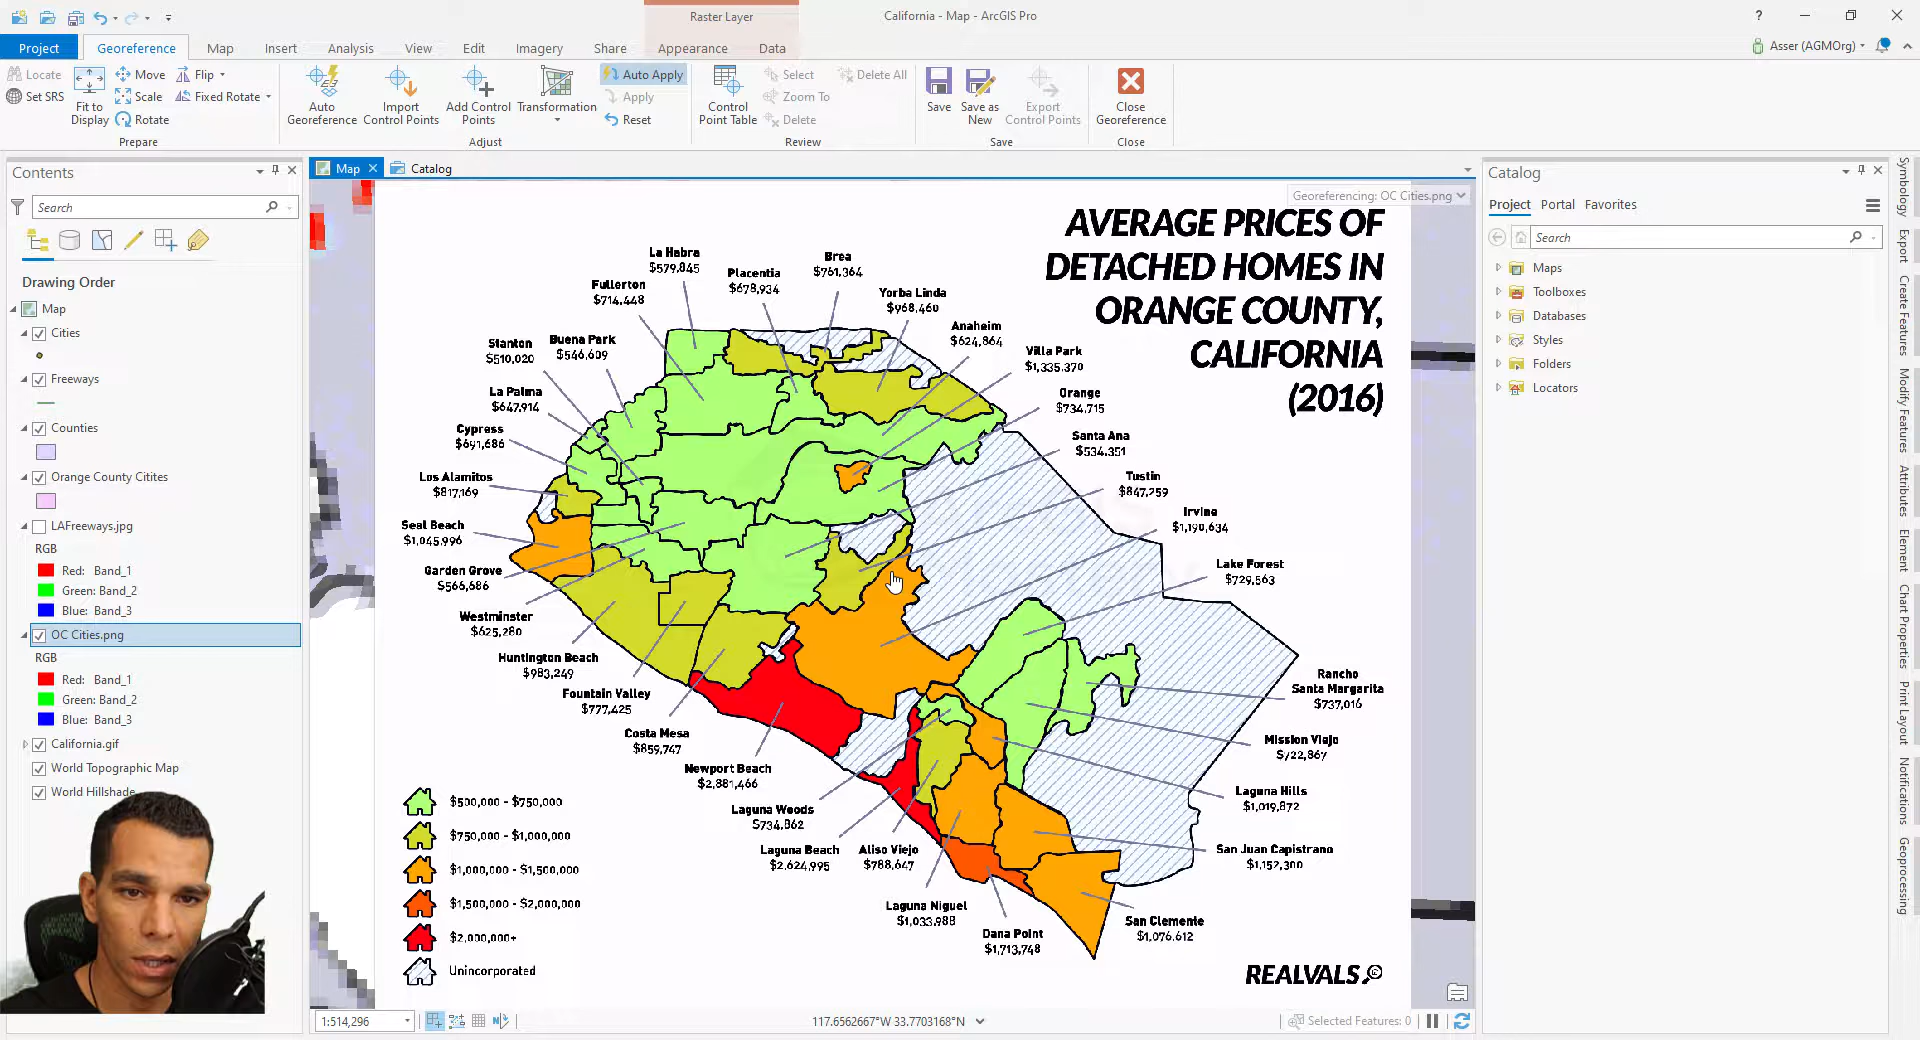 Raster Layer
California - Map - ArcGIS Pro
?
Project
Georeference
Map
Insert
Analysis
View
Edit
Imagery
Share
Appearance
Data
Asser (AGMOrg)
Locate
Set SRS
Fit to
Display
Move
Scale
Rotate
Flip
Fixed Rotate
Prepare
Auto
Georeference
Import
Control Points
Add Control
Points
Transformation
Auto Apply
Apply
Reset
Adjust
Control
Point Table
Select
Zoom To
Delete
Delete All
Review
Save
Save as
New
Export
Control Points
Save
Close
Georeference
Close
Contents
Search
Drawing Order
Map
Cities
Freeways
Counties
Orange County Citites
LAFreeways.jpg
RGB
Red: Band_1
Green: Band_2
Blue: Band_3
OC Cities.png
RGB
Red: Band_1
Green: Band_2
Blue: Band_3
California.gif
World Topographic Map
World Hillshade
Map
Catalog
Georeferencing: OC Cities.png
AVERAGE PRICES OF
DETACHED HOMES IN
ORANGE COUNTY,
CALIFORNIA
(2016)
La Habra
$579,845
Brea
$761,364
Placentia
$678,934
Fullerton
$714,448
Yorba Linda
$968,460
Anaheim
$624,864
Stanton
$510,020
Buena Park
$546,609
Villa Park
$1,335,370
La Palma
$647,914
Orange
$734,715
Cypress
$691,686
Santa Ana
$534,351
Los Alamitos
$817,169
Tustin
$847,259
Seal Beach
$1,045,996
Irvine
$1,190,634
Garden Grove
$566,686
Lake Forest
$729,563
Westminster
$625,280
Huntington Beach
$983,249
Rancho
Santa Margarita
$737,016
Fountain Valley
$777,425
Costa Mesa
$859,747
Mission Viejo
$722,867
Newport Beach
$2,881,466
Laguna Hills
$1,019,872
Laguna Woods
$734,862
Laguna Beach
$2,624,995
Aliso Viejo
$788,647
San Juan Capistrano
$1,152,300
Laguna Niguel
$1,033,988
Dana Point
$1,713,748
San Clemente
$1,076,612
$500,000 - $750,000
$750,000 - $1,000,000
$1,000,000 - $1,500,000
$1,500,000 - $2,000,000
$2,000,000+
Unincorporated
REALVALS
1:514,296
117.6562667°W 33.7703168°N
Selected Features: 0
Catalog
Project
Portal
Favorites
Search
Maps
Toolboxes
Databases
Styles
Folders
Locators
Symbology
Export
Create Features
Modify Features
Attributes
Element
Chart Properties
Print Layout
Notifications
Geoprocessing